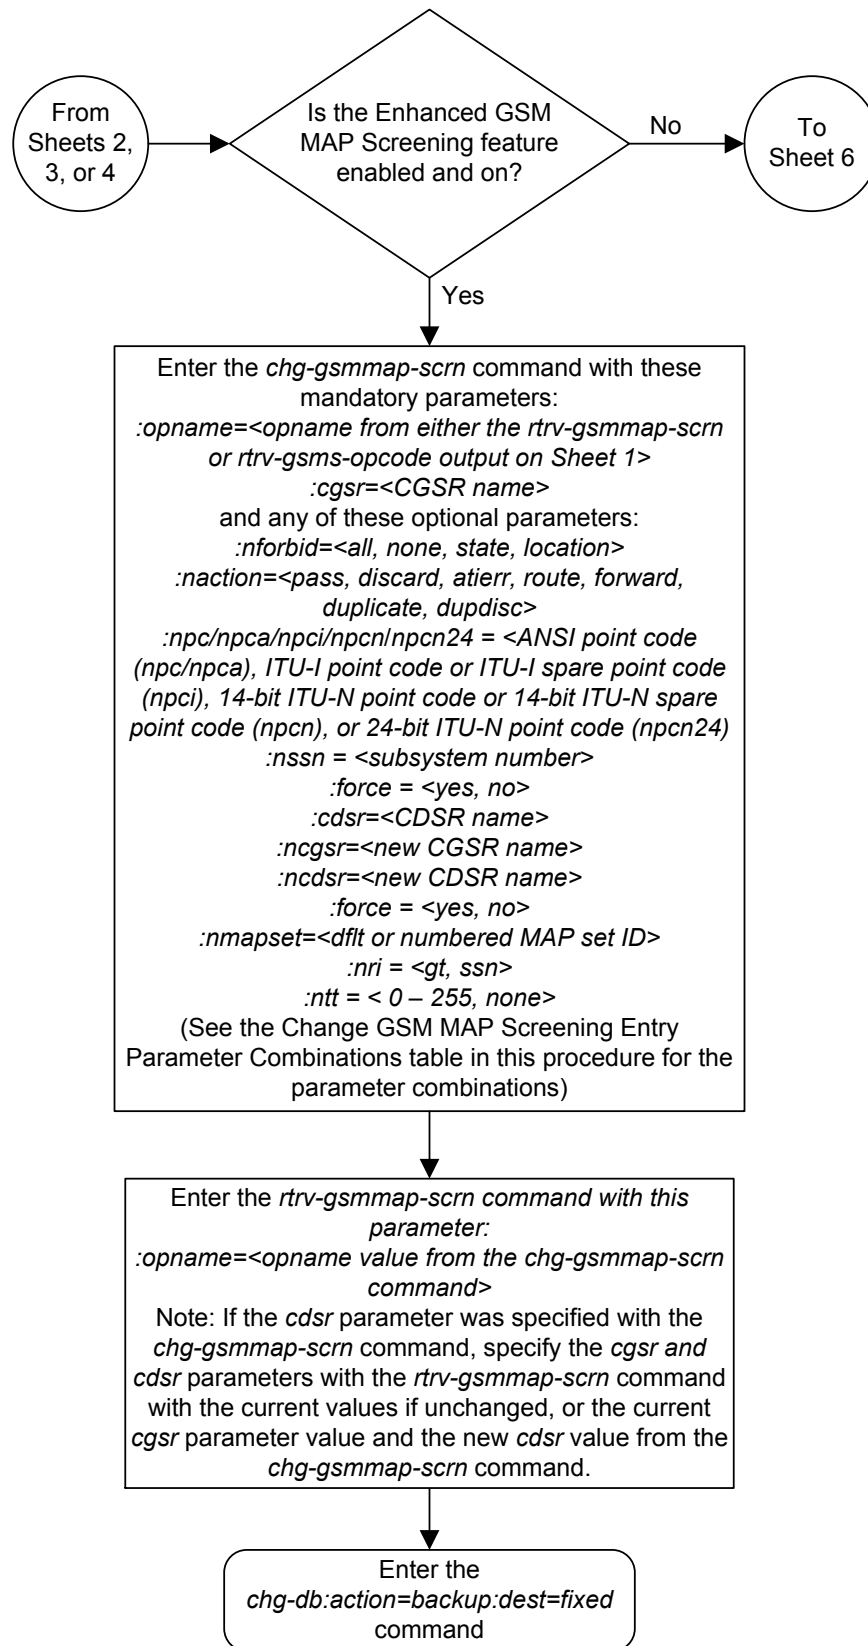 From
Sheets 2,
3, or 4
Is the Enhanced GSM
MAP Screening feature
enabled and on?
No
To
Sheet 6
Yes
Enter the chg-gsmmap-scrn command with these
mandatory parameters:
:opname=<opname from either the rtrv-gsmmap-scrn
or rtrv-gsms-opcode output on Sheet 1>
:cgsr=<CGSR name>
and any of these optional parameters:
:nforbid=<all, none, state, location>
:naction=<pass, discard, atierr, route, forward,
duplicate, dupdisc>
:npc/npca/npci/npcn/npcn24 = <ANSI point code
(npc/npca), ITU-I point code or ITU-I spare point code
(npci), 14-bit ITU-N point code or 14-bit ITU-N spare
point code (npcn), or 24-bit ITU-N point code (npcn24)
:nssn = <subsystem number>
:force = <yes, no>
:cdsr=<CDSR name>
:ncgsr=<new CGSR name>
:ncdsr=<new CDSR name>
:force = <yes, no>
:nmapset=<dflt or numbered MAP set ID>
:nri = <gt, ssn>
:ntt = < 0 – 255, none>
(See the Change GSM MAP Screening Entry
Parameter Combinations table in this procedure for the
parameter combinations)
Enter the rtrv-gsmmap-scrn command with this
parameter:
:opname=<opname value from the chg-gsmmap-scrn
command>
Note: If the cdsr parameter was specified with the
chg-gsmmap-scrn command, specify the cgsr and
cdsr parameters with the rtrv-gsmmap-scrn command
with the current values if unchanged, or the current
cgsr parameter value and the new cdsr value from the
chg-gsmmap-scrn command.
Enter the
chg-db:action=backup:dest=fixed
command